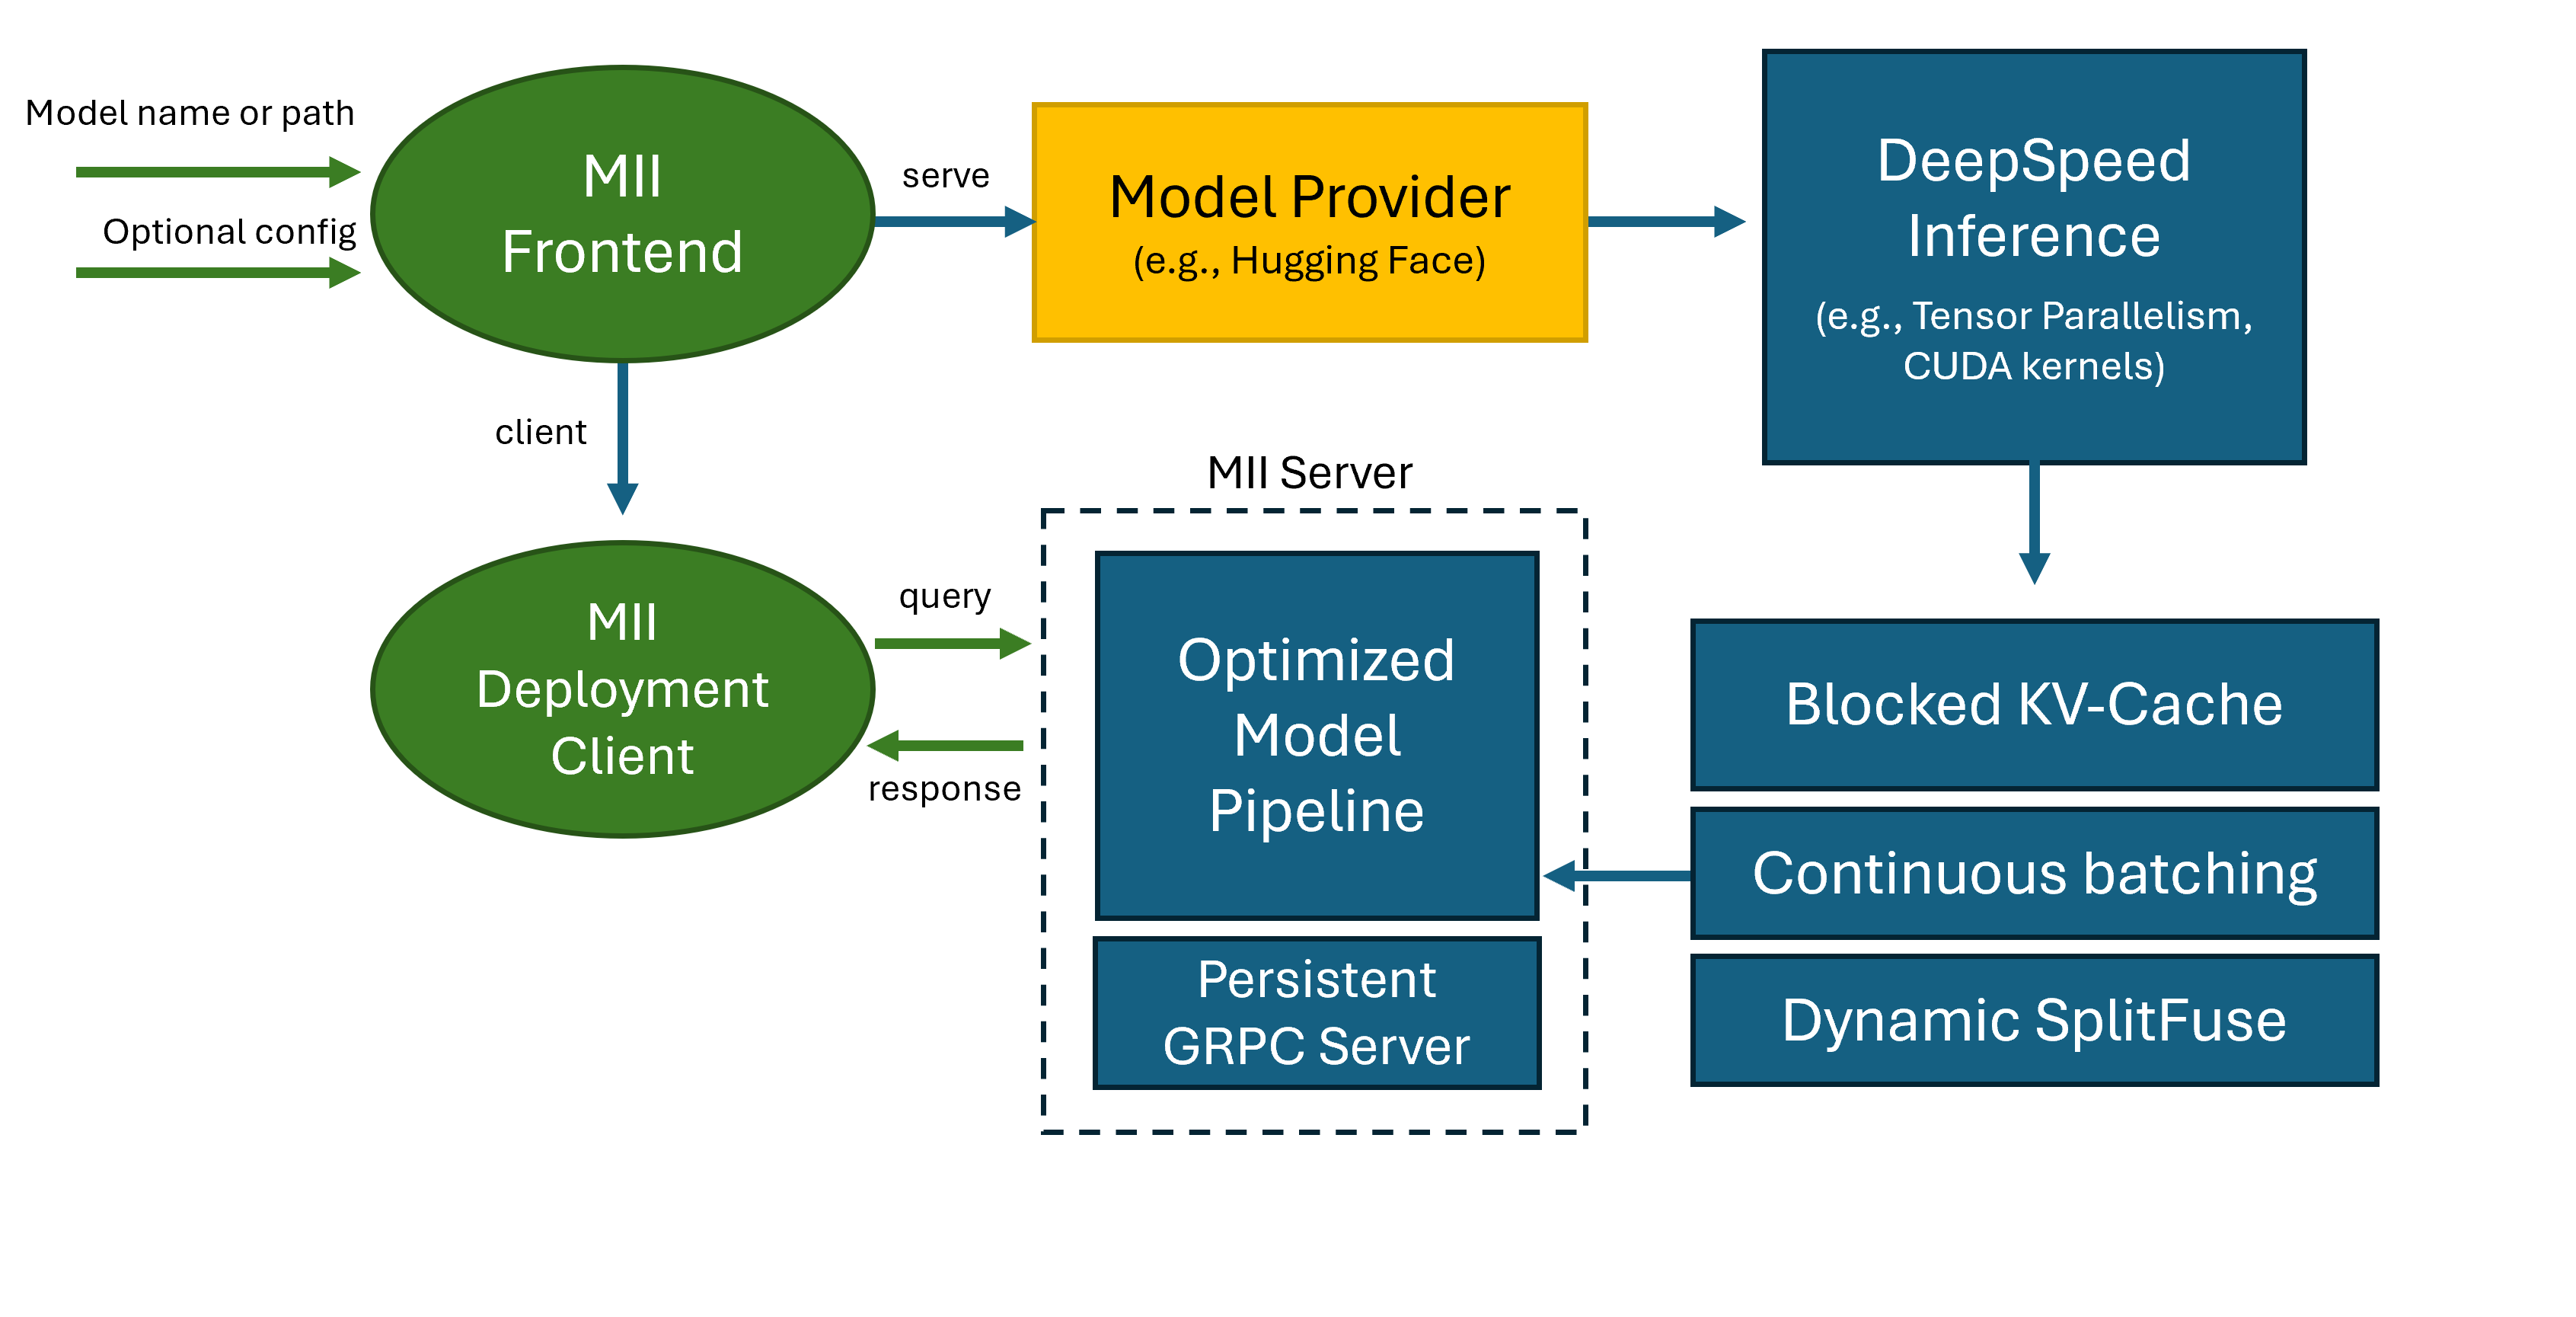 Model name or path
Optional config
MII
Frontend
serve
Model Provider
(e.g., Hugging Face)
DeepSpeed
Inference
(e.g., Tensor Parallelism,
CUDA kernels)
client
MII
Deployment
Client
query
response
MII Server
Optimized
Model
Pipeline
Persistent
GRPC Server
Blocked KV-Cache
Continuous batching
Dynamic SplitFuse